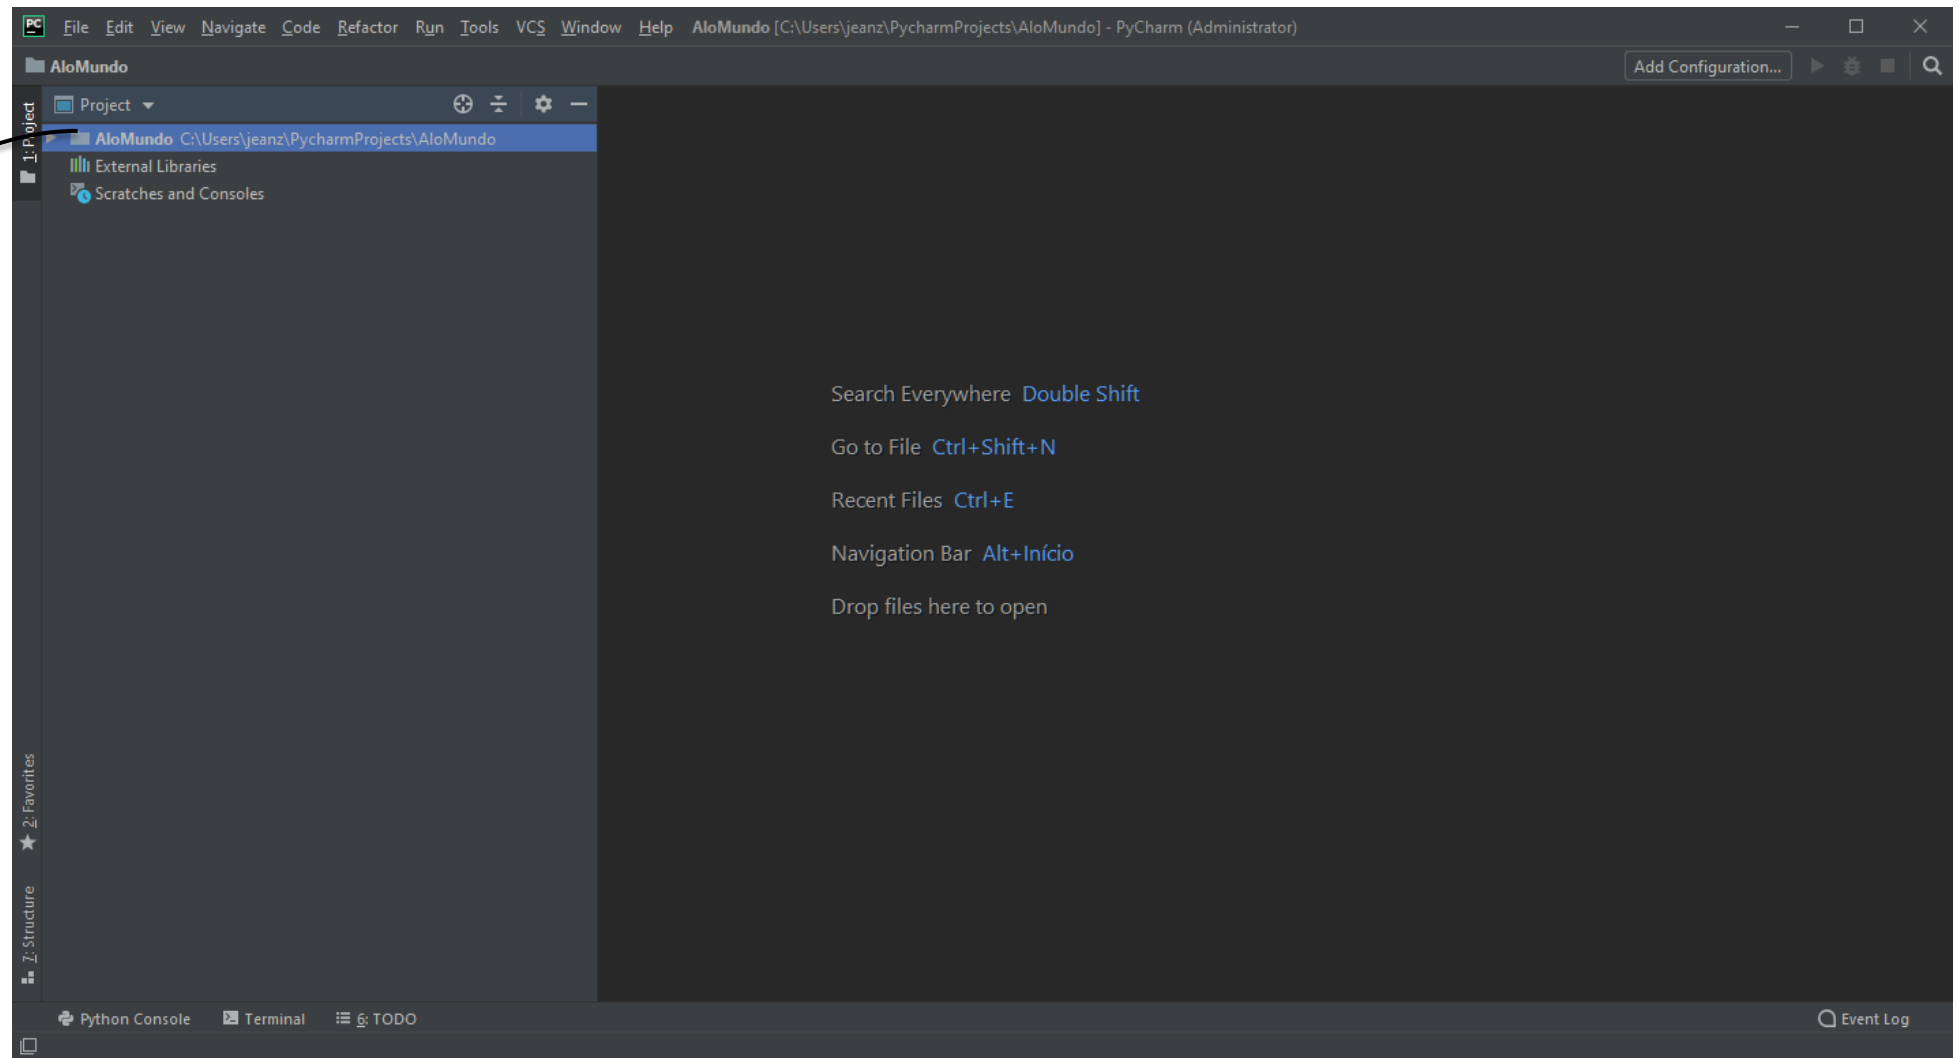 PC File Edit View Navigate Code Refactor Run Tools VCS Window Help AloMundo [C:\Users\jeanz\PycharmProjects\AloMundo] - PyCharm (Administrator)
AloMundo
Add Configuration...
1: Project
Project
AloMundo C:\Users\jeanz\PycharmProjects\AloMundo
External Libraries
Scratches and Consoles
Search Everywhere Double Shift
Go to File Ctrl+Shift+N
Recent Files Ctrl+E
Navigation Bar Alt+Início
Drop files here to open
2: Favorites
7: Structure
Python Console Terminal 6: TODO
Event Log